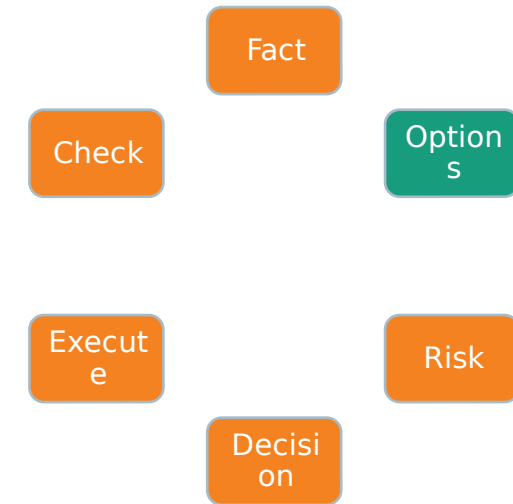 Fact
Check
Option
s
Execut
e
Risk
Decisi
on